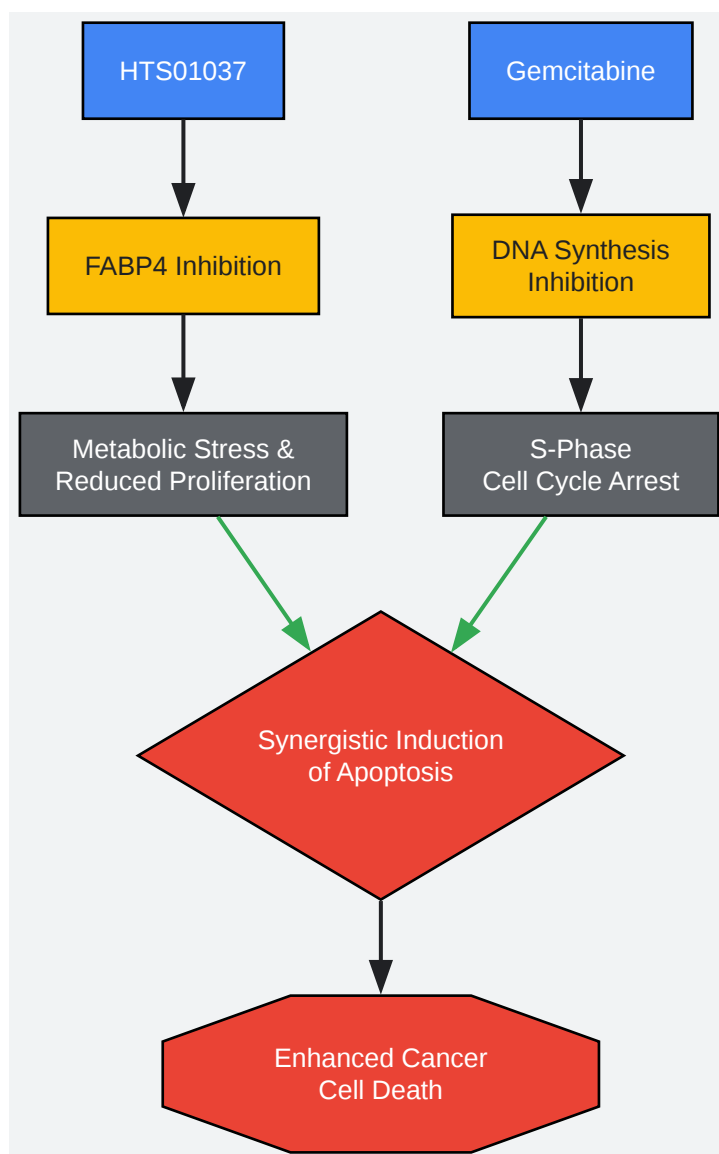 HTS01037
Gemcitabine
FABP4 Inhibition
DNA Synthesis
Inhibition
Metabolic Stress &
Reduced Proliferation
S-Phase
Cell Cycle Arrest
Synergistic Induction
of Apoptosis
Enhanced Cancer
Cell Death